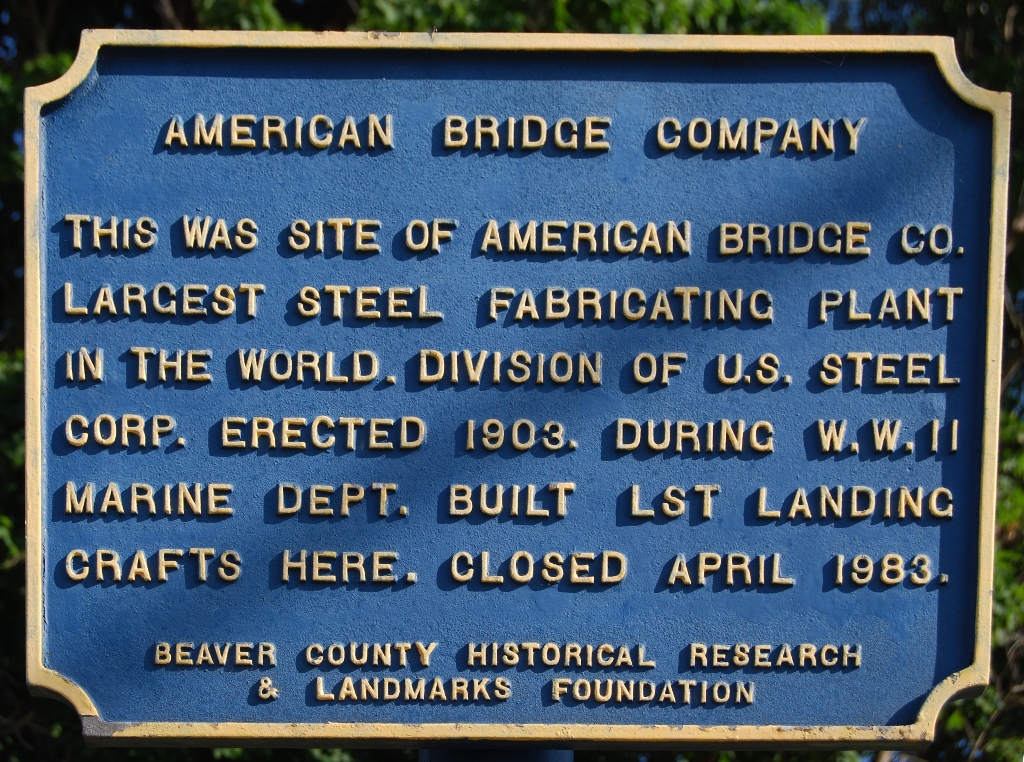 AMERICAN BRIDGE COMPANY
THIS WAS SITE OF AMERICAN BRIDGE CO.
LARGEST STEEL FABRICATING PLANT
IN THE WORLD. DIVISION OF U.S. STEEL
CORP. ERECTED 1903. DURING W.W.II
MARINE DEPT. BUILT LST LANDING
CRAFTS HERE. CLOSED APRIL 1983.
BEAVER COUNTY HISTORICAL RESEARCH
& LANDMARKS FOUNDATION